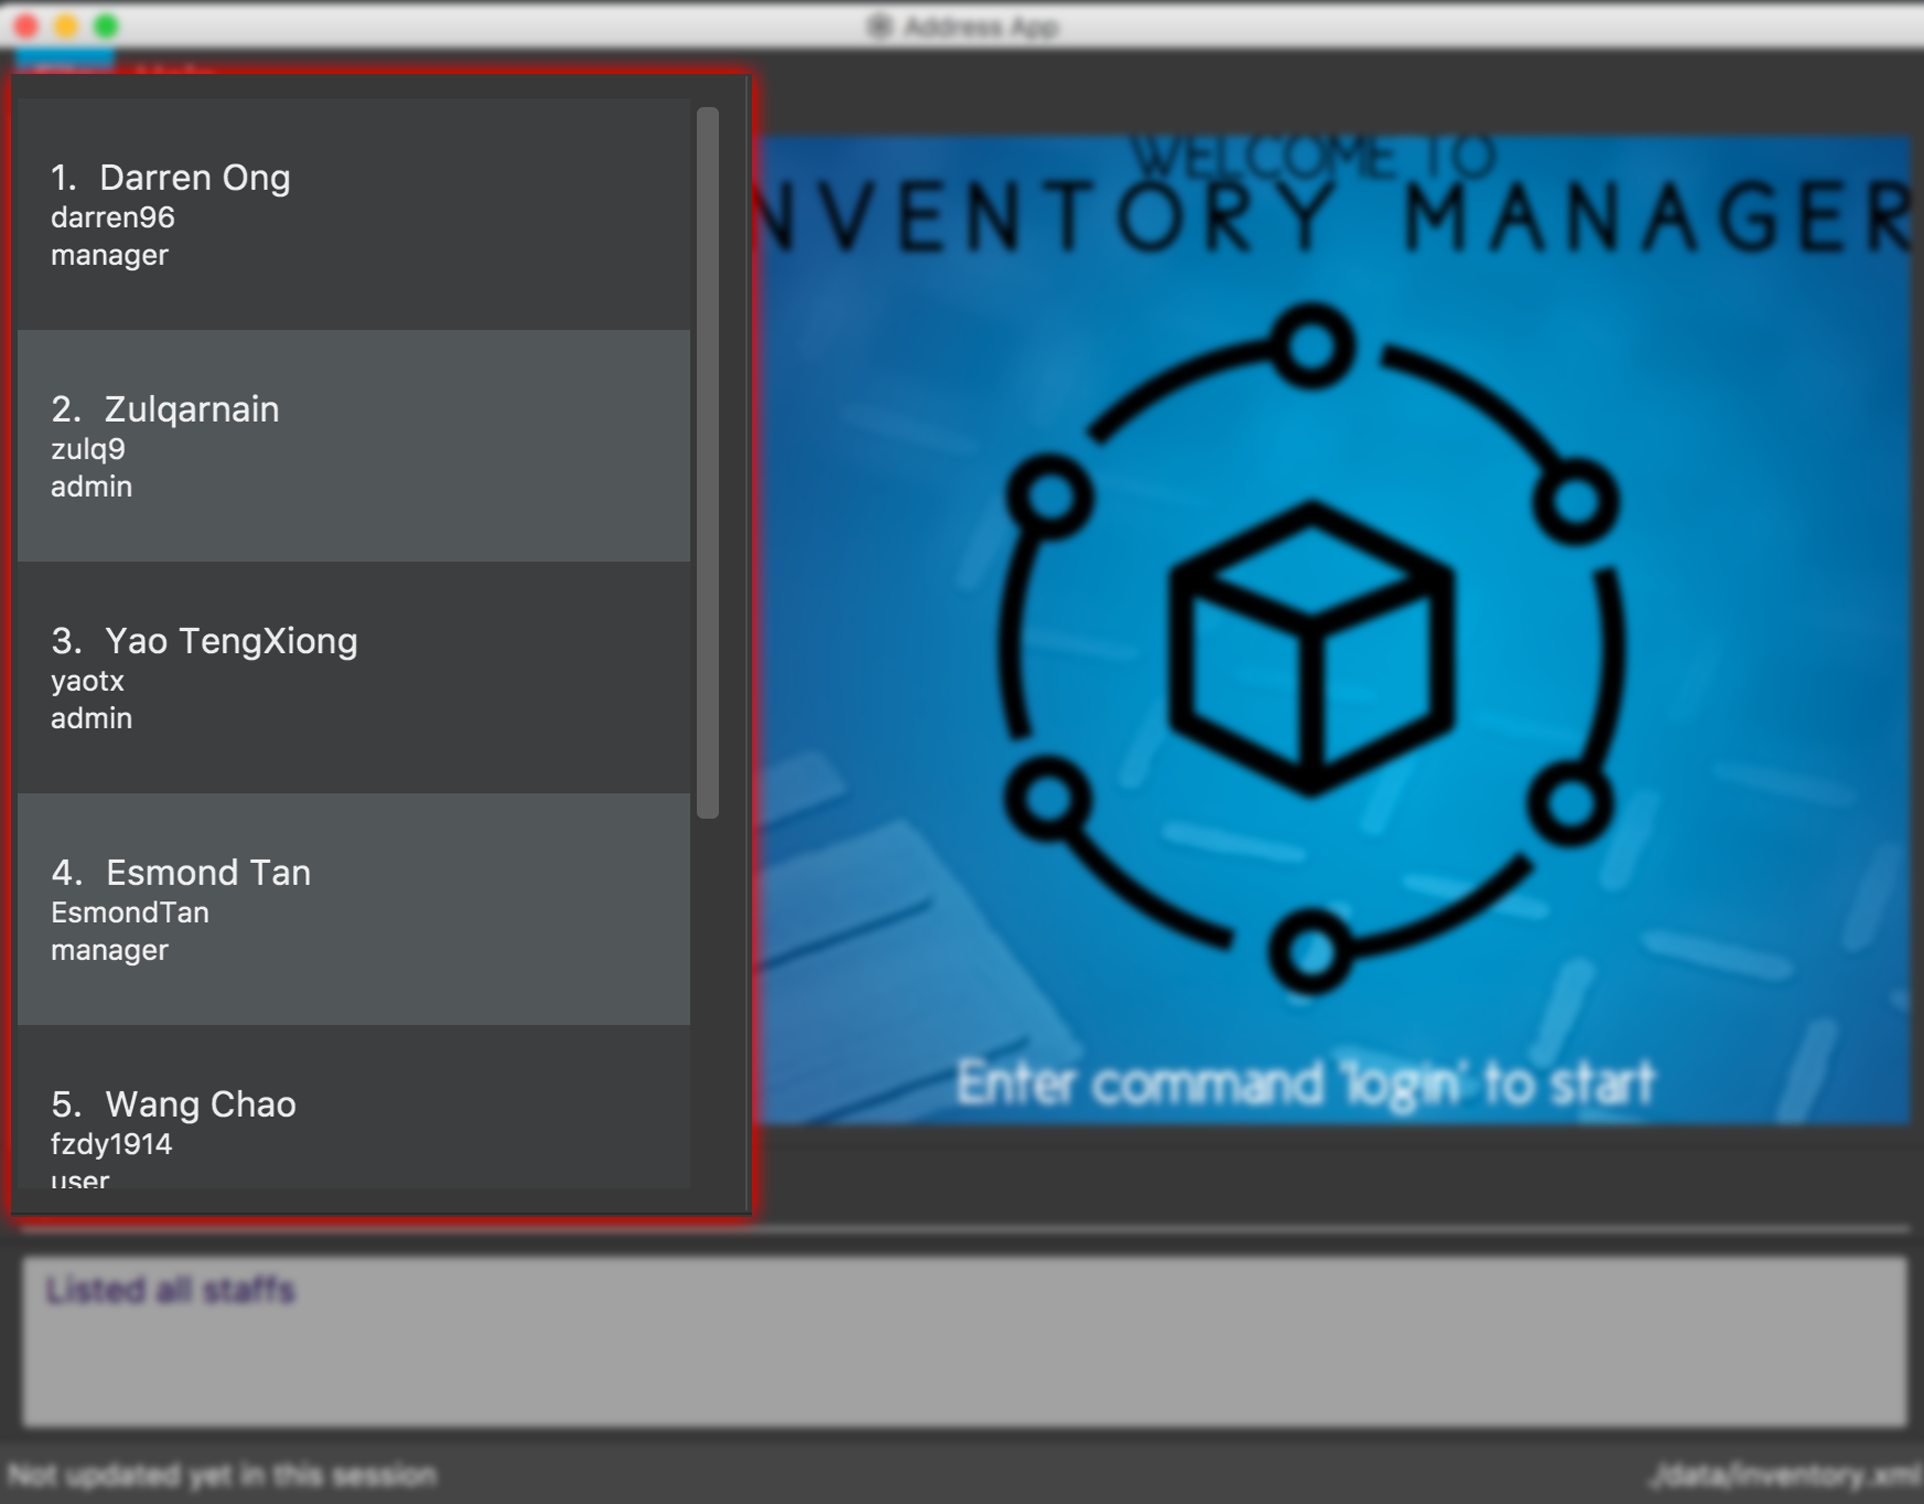 Address App
File Help
1. Darren Ong
darren96
manager
2. Zulqarnain
zulq9
admin
3. Yao TengXiong
yaotx
admin
4. Esmond Tan
EsmondTan
manager
5. Wang Chao
fzdy1914
user
WELCOME TO
NVENTORY MANAGER
Enter command 'login' to start
Listed all staffs
Not updated yet in this session
./data/inventory.xml